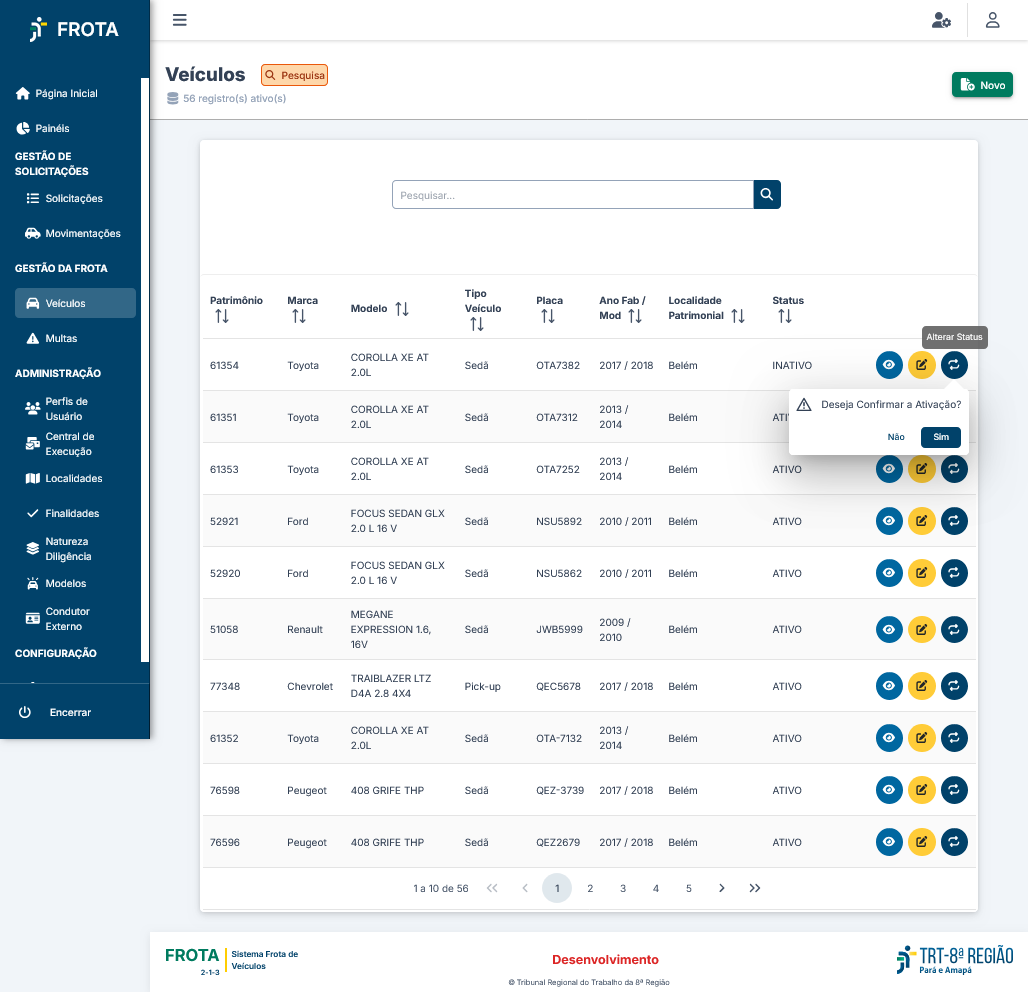 FROTA
Página Inicial
Painéis
GESTÃO DE
SOLICITAÇÕES
Solicitações
Movimentações
GESTÃO DA FROTA
Veículos
Multas
ADMINISTRAÇÃO
Perfis de
Usuário
Central de
Execução
Localidades
Finalidades
Natureza
Diligência
Modelos
Condutor
Externo
CONFIGURAÇÃO
Encerrar
Veículos Pesquisa
56 registro(s) ativo(s)
Novo
Pesquisar...
Patrimônio Marca Modelo Tipo Veículo Placa Ano Fab / Mod Localidade Patrimonial Status
Alterar Status
61354 Toyota COROLLA XE AT 2.0L Sedã OTA7382 2017 / 2018 Belém INATIVO
Deseja Confirmar a Ativação?
Não Sim
61351 Toyota COROLLA XE AT 2.0L Sedã OTA7312 2013 / 2014 Belém
61353 Toyota COROLLA XE AT 2.0L Sedã OTA7252 2013 / 2014 Belém ATIVO
52921 Ford FOCUS SEDAN GLX 2.0 L 16 V Sedã NSU5892 2010 / 2011 Belém ATIVO
52920 Ford FOCUS SEDAN GLX 2.0 L 16 V Sedã NSU5862 2010 / 2011 Belém ATIVO
51058 Renault MEGANE EXPRESSION 1.6, 16V Sedã JWB5999 2009 / 2010 Belém ATIVO
77348 Chevrolet TRAIBLAZER LTZ D4A 2.8 4X4 Pick-up QEC5678 2017 / 2018 Belém ATIVO
61352 Toyota COROLLA XE AT 2.0L Sedã OTA-7132 2013 / 2014 Belém ATIVO
76598 Peugeot 408 GRIFE THP Sedã QEZ-3739 2017 / 2018 Belém ATIVO
76596 Peugeot 408 GRIFE THP Sedã QEZ2679 2017 / 2018 Belém ATIVO
1 a 10 de 56 1 2 3 4 5
FROTA
2-1-3
Sistema Frota de
Veículos
Desenvolvimento
© Tribunal Regional do Trabalho da 8ª Região
TRT-8ª REGIÃO
Pará e Amapá